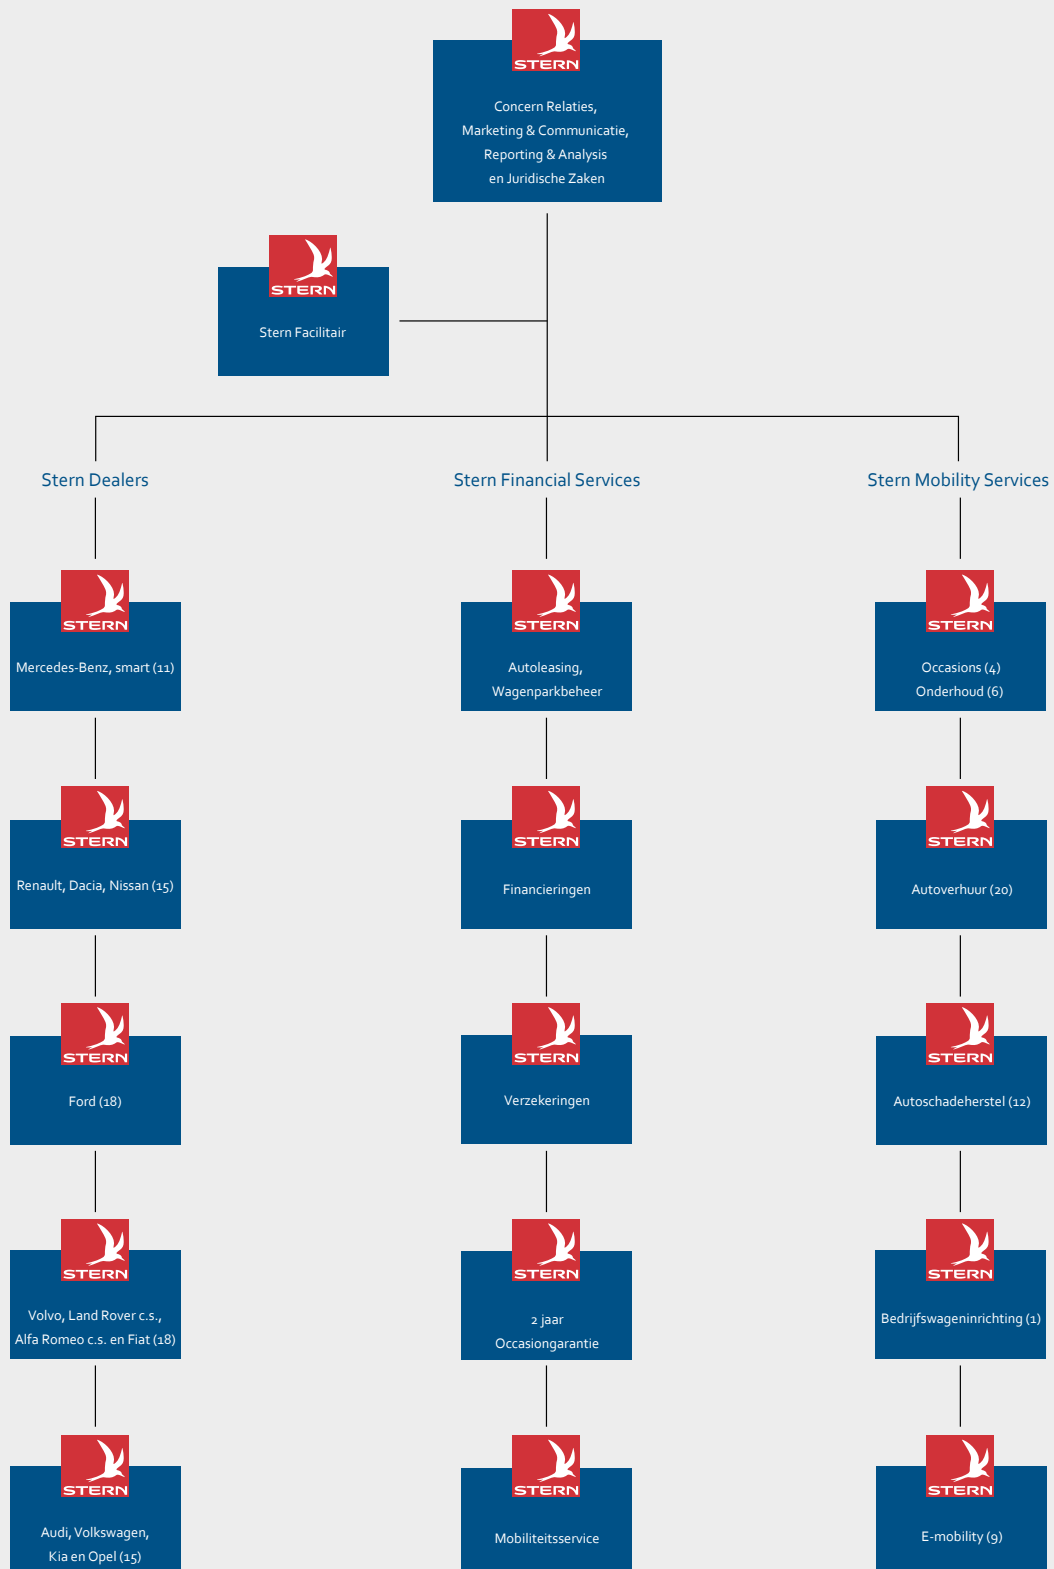 STERN
Concern Relaties,
Marketing & Communicatie,
Reporting & Analysis
en Juridische Zaken
STERN
Stern Facilitair
Stern Dealers
STERN
Mercedes-Benz, smart (11)
STERN
Renault, Dacia, Nissan (15)
STERN
Ford (18)
STERN
Volvo, Land Rover c.s.,
Alfa Romeo c.s. en Fiat (18)
STERN
Audi, Volkswagen,
Kia en Opel (15)
Stern Financial Services
STERN
Autoleasing,
Wagenparkbeheer
STERN
Financieringen
STERN
Verzekeringen
STERN
2 jaar
Occasiongarantie
STERN
Mobiliteitsservice
Stern Mobility Services
STERN
Occasions (4)
Onderhoud (6)
STERN
Autoverhuur (20)
STERN
Autoschadeherstel (12)
STERN
Bedrijfswageninrichting (1)
STERN
E-mobility (9)